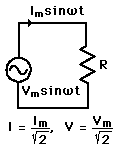 Iₘsinωt
R
Vₘsinωt
I = Iₘ/√2, V = Vₘ/√2